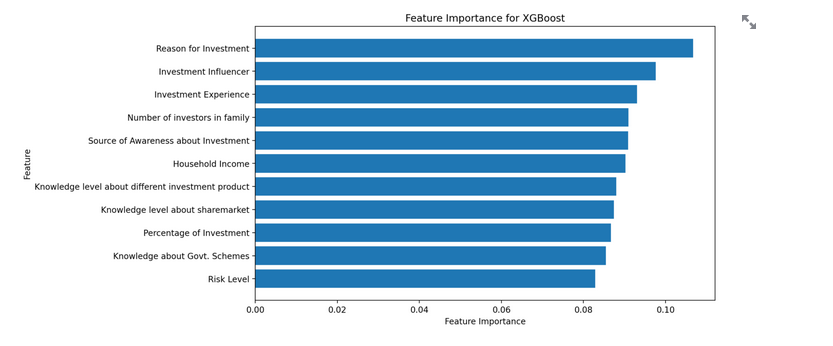 Feature Importance for XGBoost
Feature
Reason for Investment
Investment Influencer
Investment Experience
Number of investors in family
Source of Awareness about Investment
Household Income
Knowledge level about different investment product
Knowledge level about sharemarket
Percentage of Investment
Knowledge about Govt. Schemes
Risk Level
0.00 0.02 0.04 0.06 0.08 0.10
Feature Importance